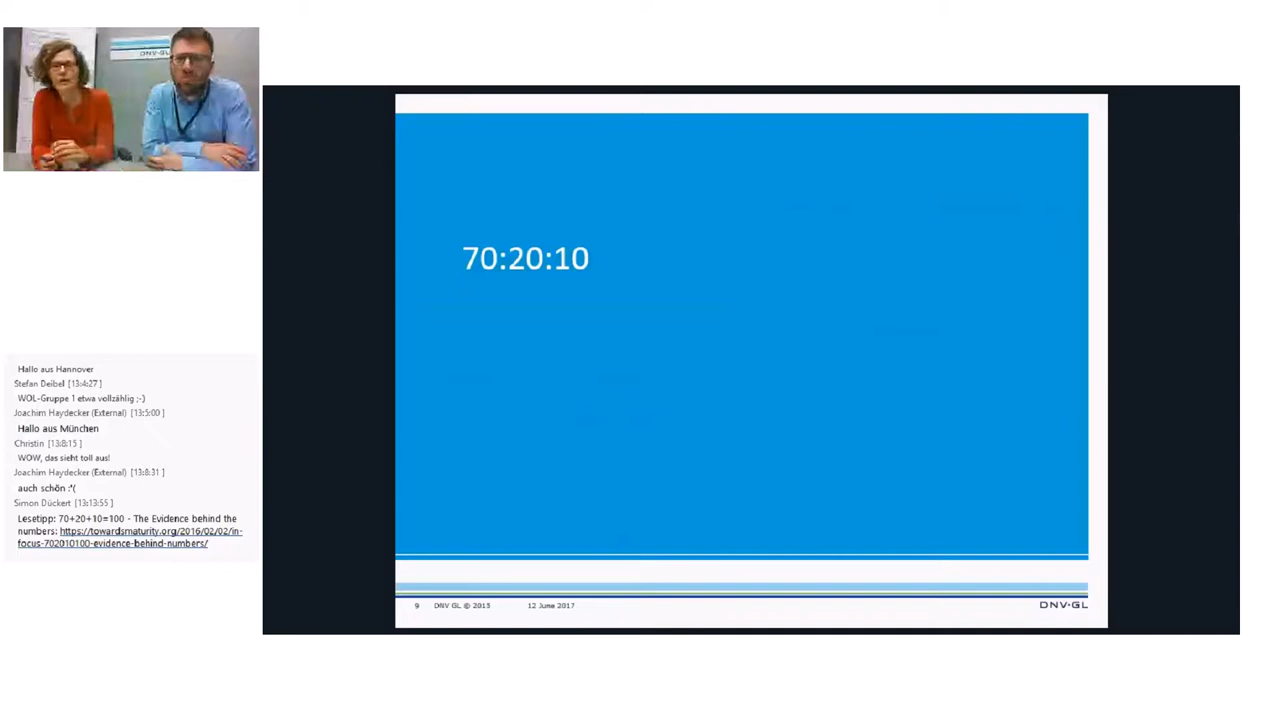 DNV·GL
70:20:10
Hallo aus Hannover
Stefan Deibel [13:4:27]
WOL-Gruppe 1 etwa vollzählig ;-)
Joachim Haydecker (External) [13:5:00 ]
Hallo aus München
Christin [13:8:15 ]
WOW, das sieht toll aus!
Joachim Haydecker (External) [13:8:31 ]
auch schön :'(
Simon Dückert [13:13:55 ]
Lesetipp: 70+20+10=100 - The Evidence behind the
numbers: https://towardsmaturity.org/2016/02/02/in-
focus-702010100-evidence-behind-numbers/
9 DNV GL © 2015 12 June 2017 DNV·GL